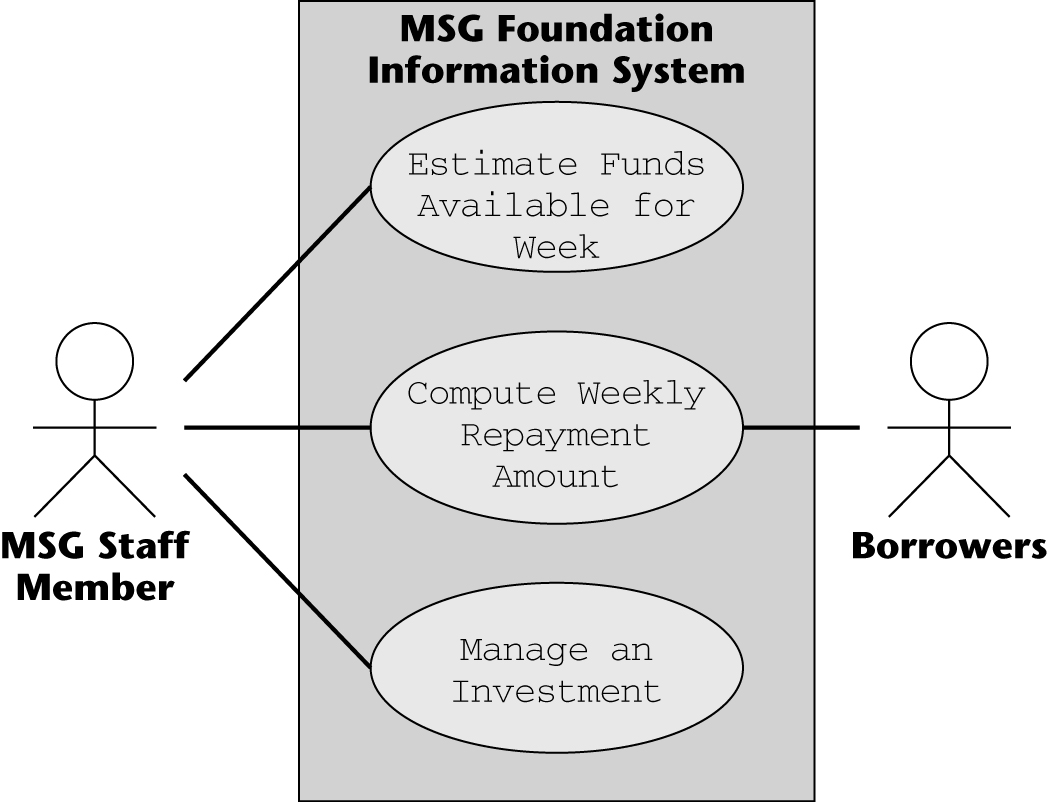 MSG Foundation
Information System
Estimate Funds
Available for
Week
Compute Weekly
Repayment
Amount
MSG Staff
Member
Borrowers
Manage an
Investment